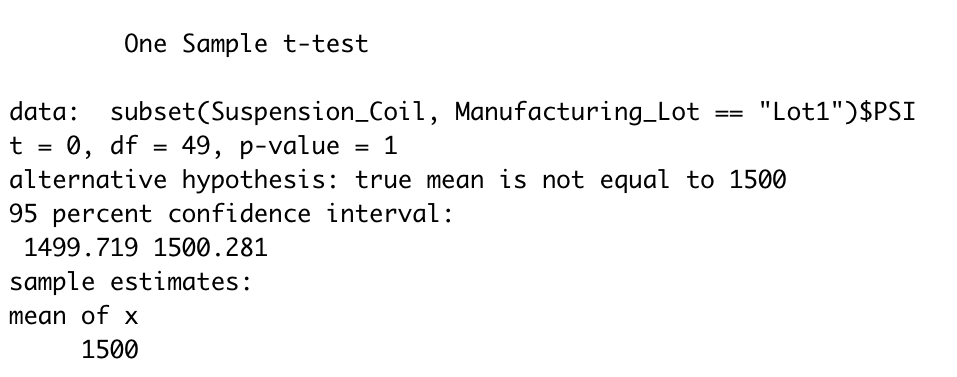 One Sample t-test
data:  subset(Suspension_Coil, Manufacturing_Lot == "Lot1")$PSI
t = 0, df = 49, p-value = 1
alternative hypothesis: true mean is not equal to 1500
95 percent confidence interval:
1499.719 1500.281
sample estimates:
mean of x
1500